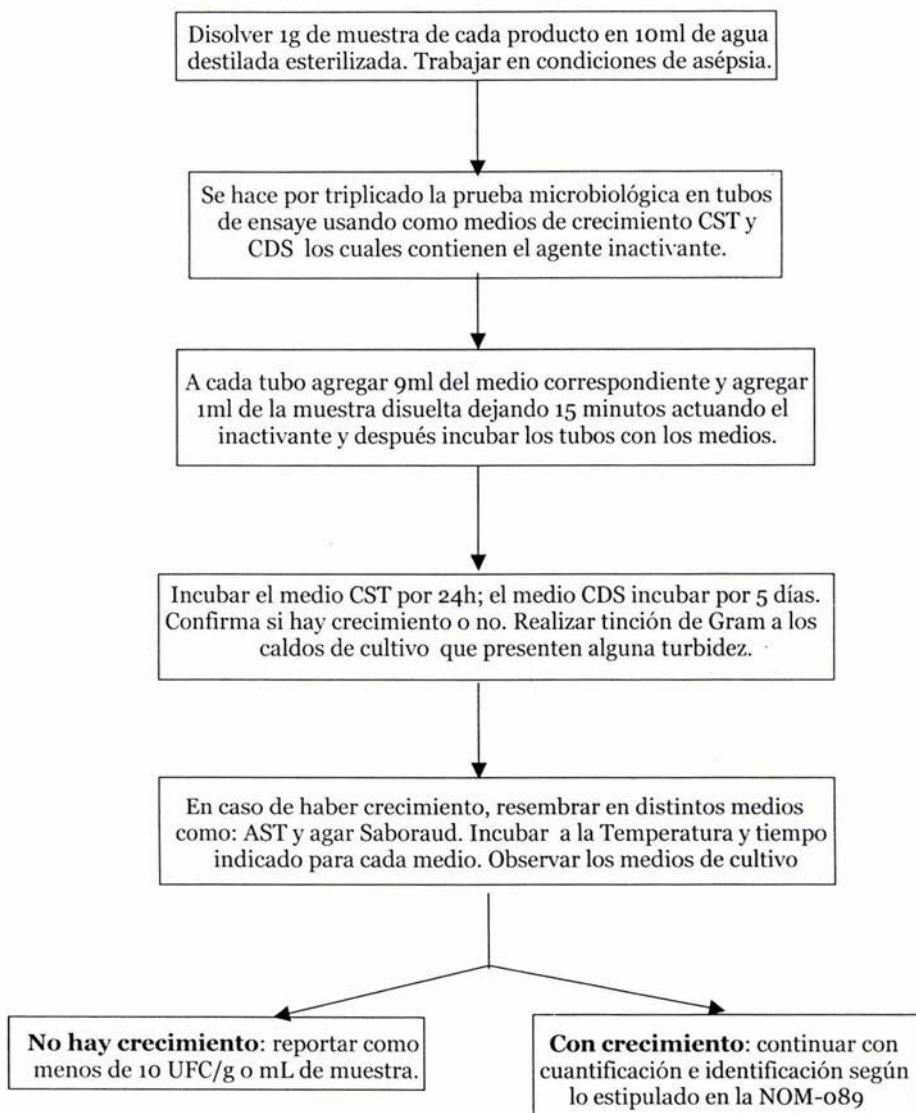 Disolver 1g de muestra de cada producto en 10ml de agua
destilada esterilizada. Trabajar en condiciones de asépsia.
Se hace por triplicado la prueba microbiológica en tubos
de ensaye usando como medios de crecimiento CST y
CDS los cuales contienen el agente inactivante.
A cada tubo agregar 9ml del medio correspondiente y agregar
1ml de la muestra disuelta dejando 15 minutos actuando el
inactivante y después incubar los tubos con los medios.
Incubar el medio CST por 24h; el medio CDS incubar por 5 días.
Confirma si hay crecimiento o no. Realizar tinción de Gram a los
caldos de cultivo que presenten alguna turbidez.
En caso de haber crecimiento, resembrar en distintos medios
como: AST y agar Saboraud. Incubar a la Temperatura y tiempo
indicado para cada medio. Observar los medios de cultivo
No hay crecimiento: reportar como
menos de 10 UFC/g o mL de muestra.
Con crecimiento: continuar con
cuantificación e identificación según
lo estipulado en la NOM-089